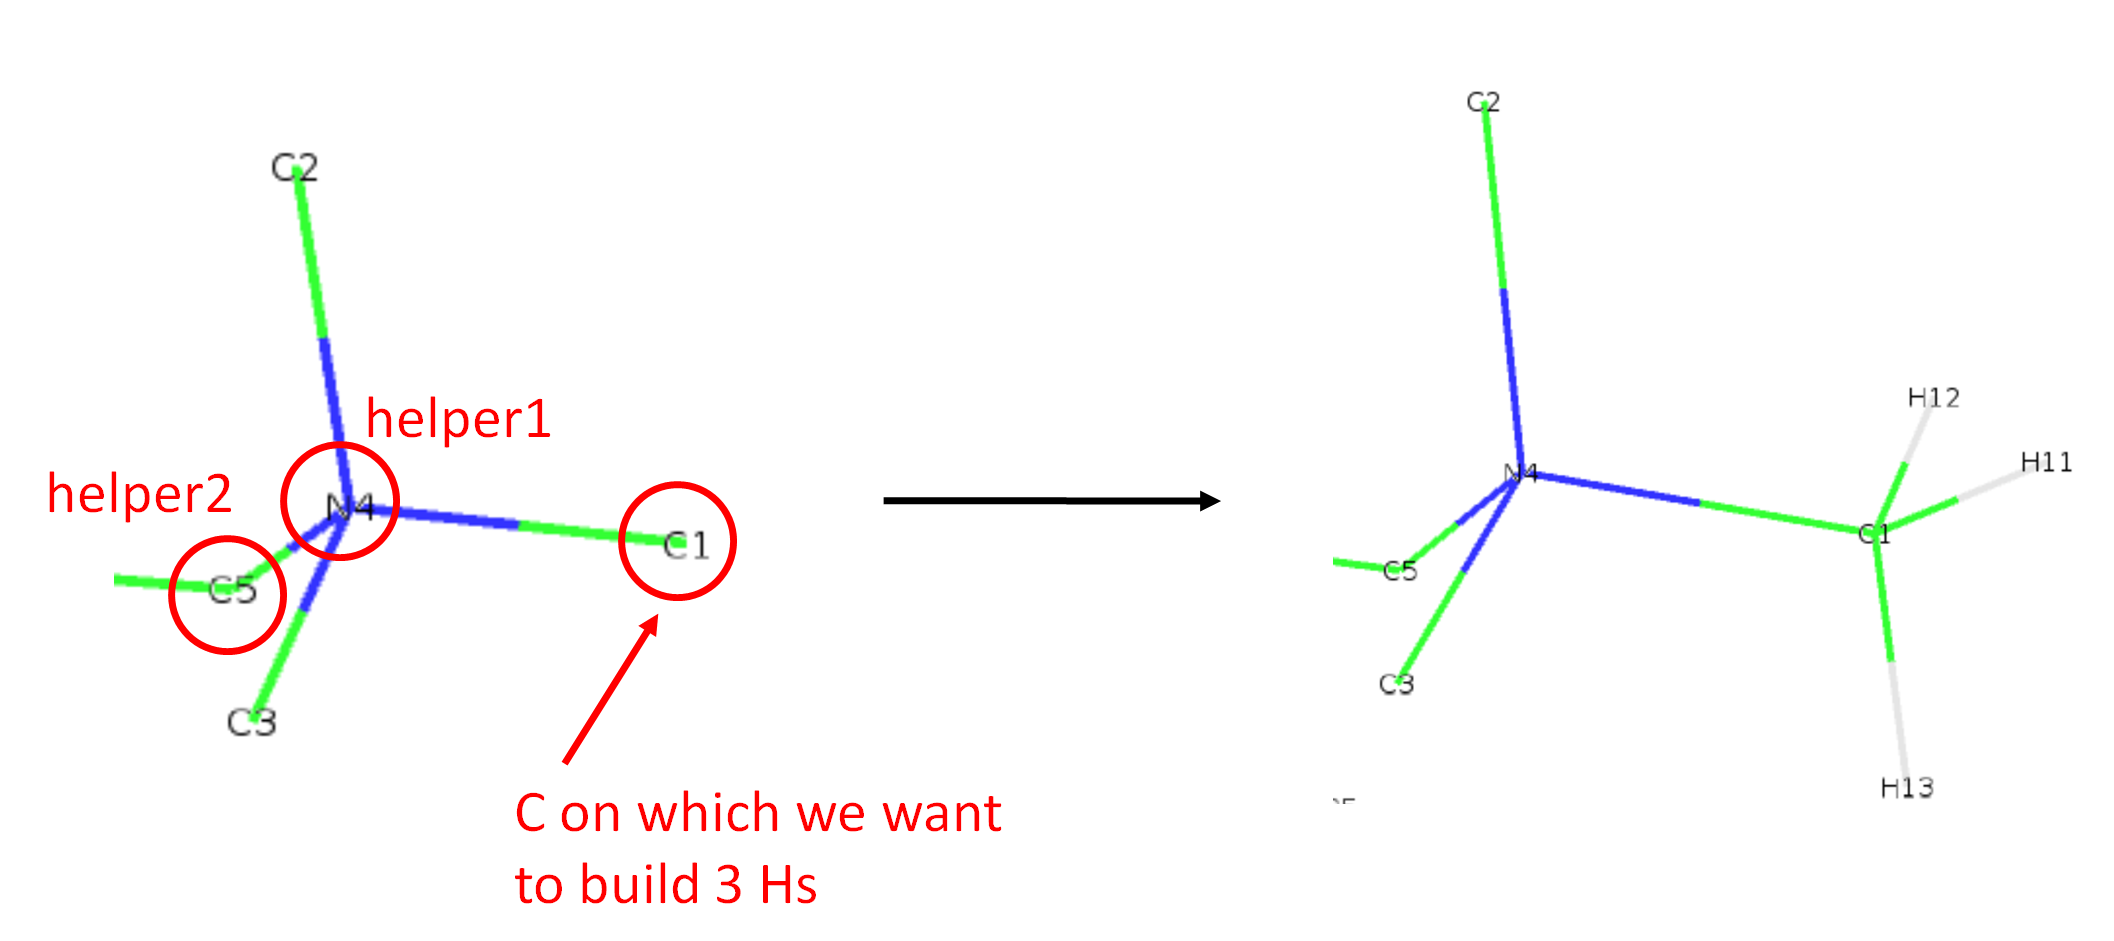 C2
helper1
helper2
N4
C1
C5
C3
C on which we want
to build 3 Hs
C2
H12
H11
N4
C1
C5
C3
H13